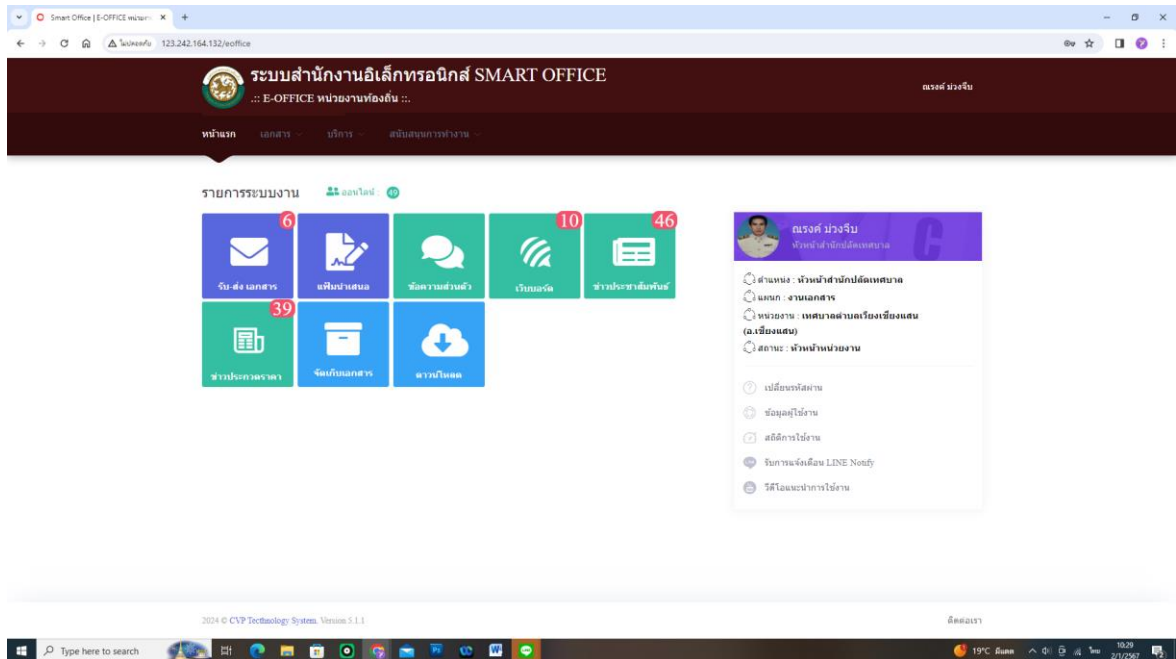 Smart Office | E-OFFICE หน่วยงา
ไม่ปลอดภัย 123.242.164.132/eoffice
ระบบสำนักงานอิเล็กทรอนิกส์ SMART OFFICE
.:: E-OFFICE หน่วยงานท้องถิ่น ::.
ณรงค์ ม่วงจีบ
หน้าแรก เอกสาร บริการ สนับสนุนการทำงาน
รายการระบบงาน ออนไลน์ : 49
6 10 46
รับ-ส่ง เอกสาร แฟ้มนำเสนอ ข้อความส่วนตัว เว็บบอร์ด ข่าวประชาสัมพันธ์
39
ข่าวประกวดราคา จัดเก็บเอกสาร ดาวน์โหลด
ณรงค์ ม่วงจีบ
หัวหน้าสำนักปลัดเทศบาล
ตำแหน่ง : หัวหน้าสำนักปลัดเทศบาล
แผนก : งานเอกสาร
หน่วยงาน : เทศบาลตำบลเวียงเชียงแสน
(อ.เชียงแสน)
สถานะ : หัวหน้าหน่วยงาน
เปลี่ยนรหัสผ่าน
ข้อมูลผู้ใช้งาน
สถิติการใช้งาน
รับการแจ้งเตือน LINE Notify
วีดีโอแนะนำการใช้งาน
2024 © CVP Tecthnology System. Version 5.1.1
ติดต่อเรา
Type here to search
19°C มีแดด
ไทย
10:29
2/1/2567